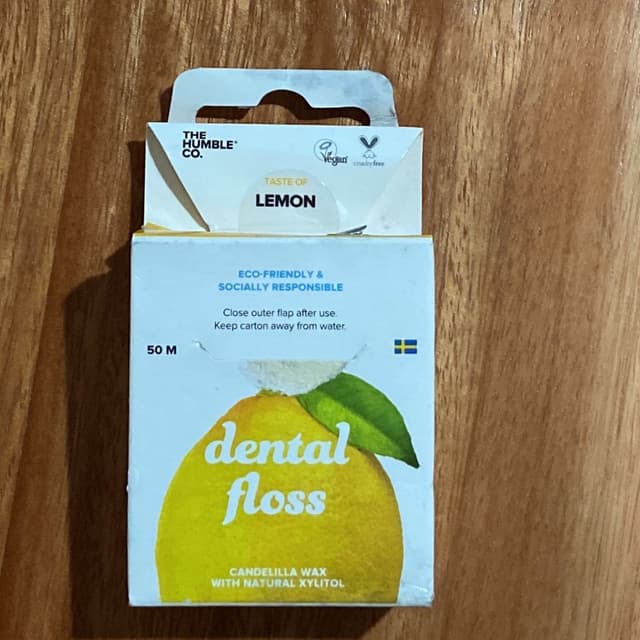 THE
HUMBLE®
CO.
Vegan
cruelty free
TASTE OF
LEMON
ECO-FRIENDLY &
SOCIALLY RESPONSIBLE
Close outer flap after use.
Keep carton away from water.
50 M
dental
floss
CANDELILLA WAX
WITH NATURAL XYLITOL